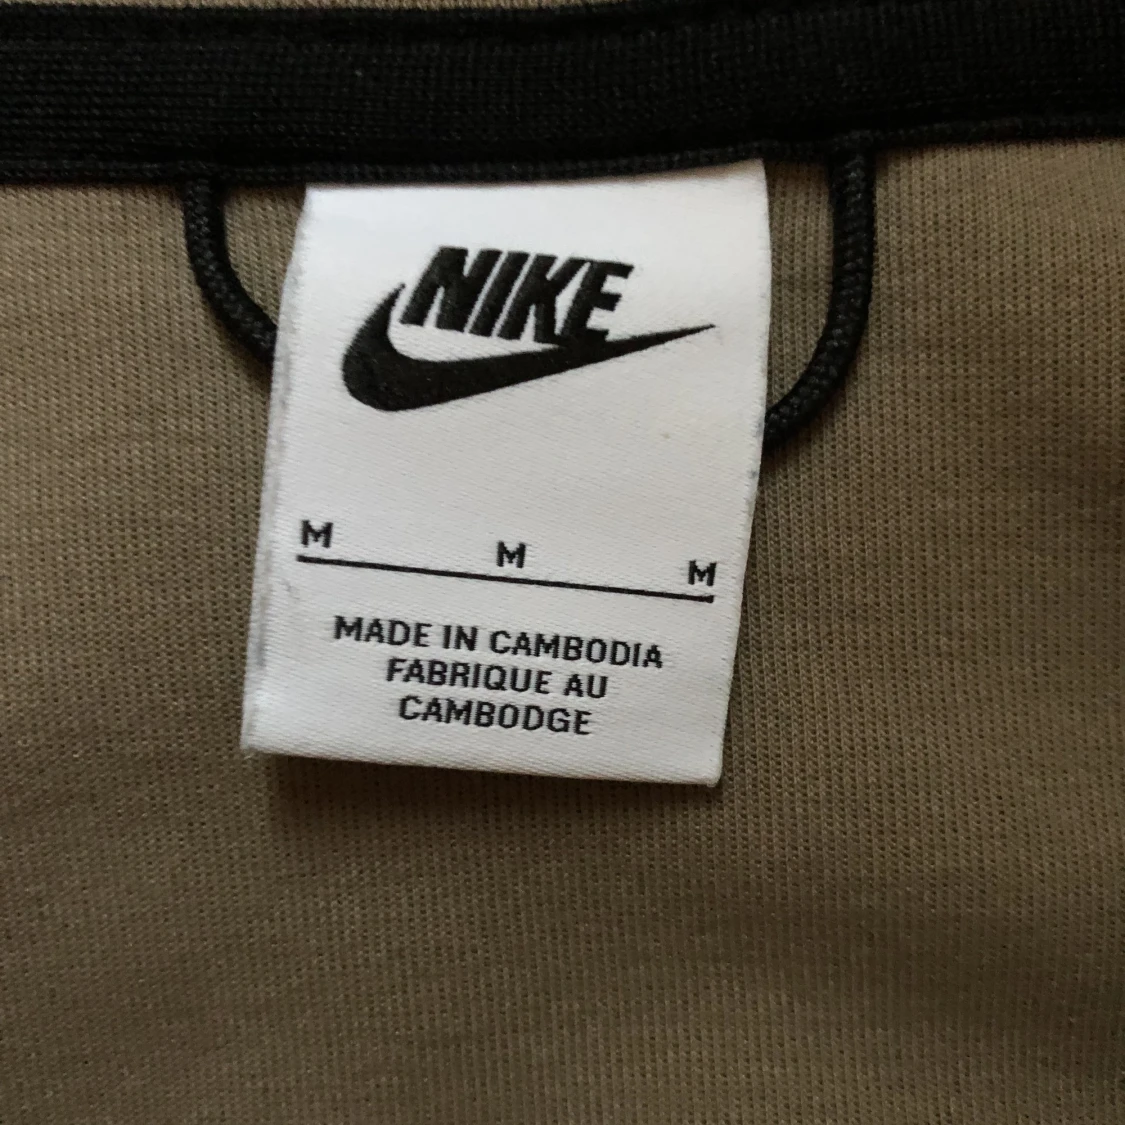 NIKE
M M M
MADE IN CAMBODIA
FABRIQUE AU
CAMBODGE